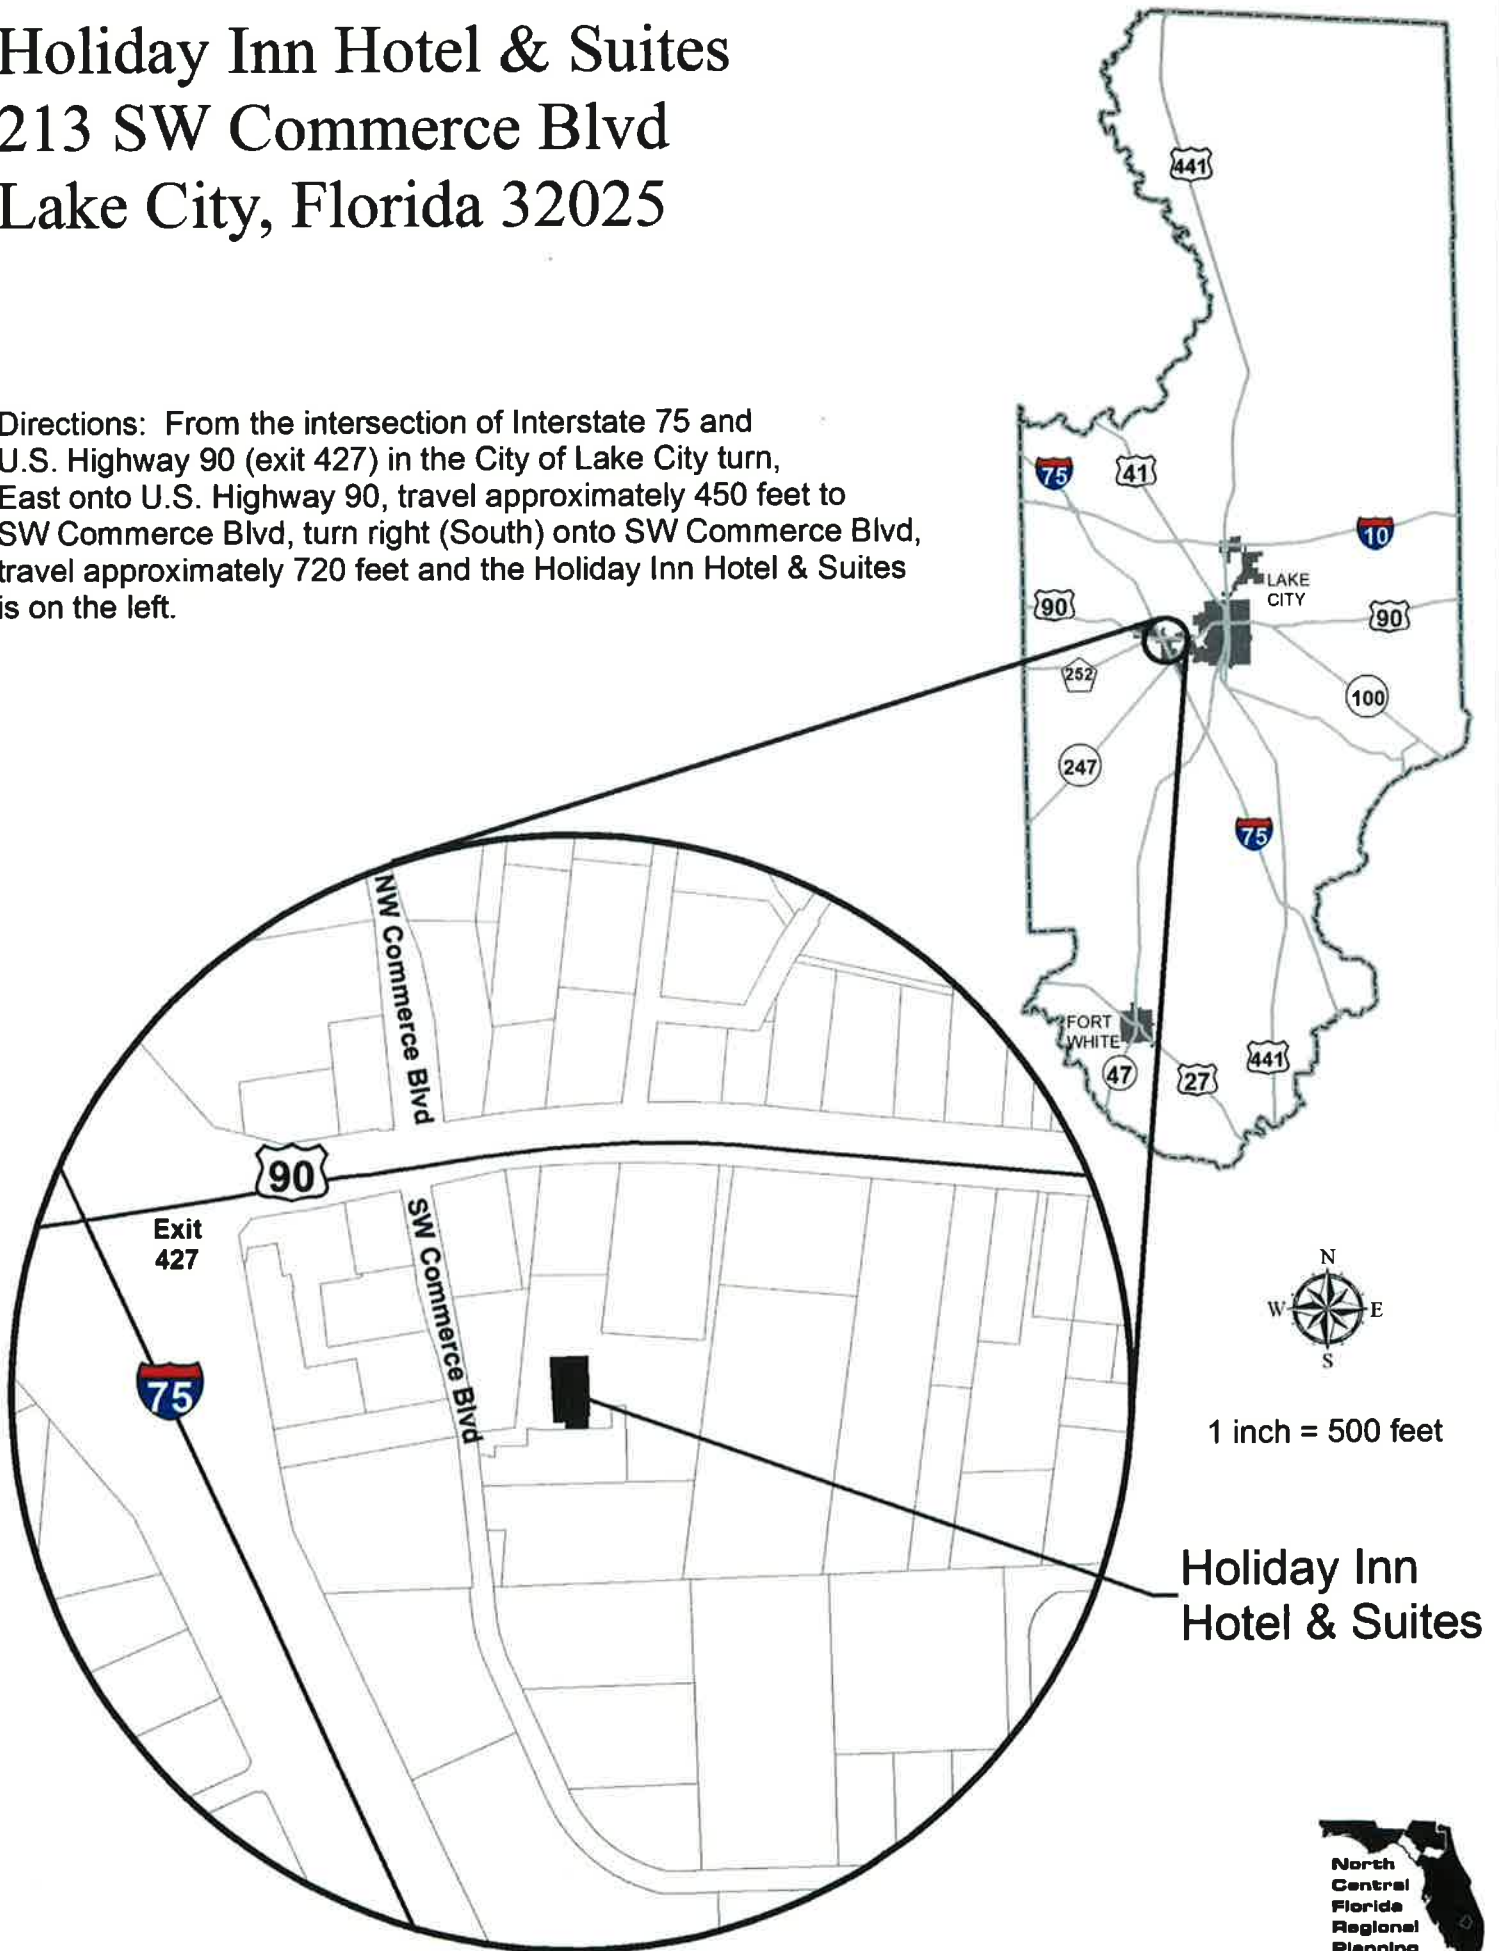 Holiday Inn Hotel & Suites
213 SW Commerce Blvd
Lake City, Florida 32025
441
Directions: From the intersection of Interstate 75 and
U.S. Highway 90 (exit 427) in the City of Lake City turn,
East onto U.S. Highway 90, travel approximately 450 feet to
SW Commerce Blvd, turn right (South) onto SW Commerce Blvd,
travel approximately 720 feet and the Holiday Inn Hotel & Suites
is on the left.
75
41
10
LAKE
CITY
90
90
252
100
247
75
FORT
WHITE
47
27
441
NW Commerce Blvd
90
Exit
427
SW Commerce Blvd
75
N
W
E
S
1 inch = 500 feet
Holiday Inn
Hotel & Suites
North
Central
Florida
Regional
Planning